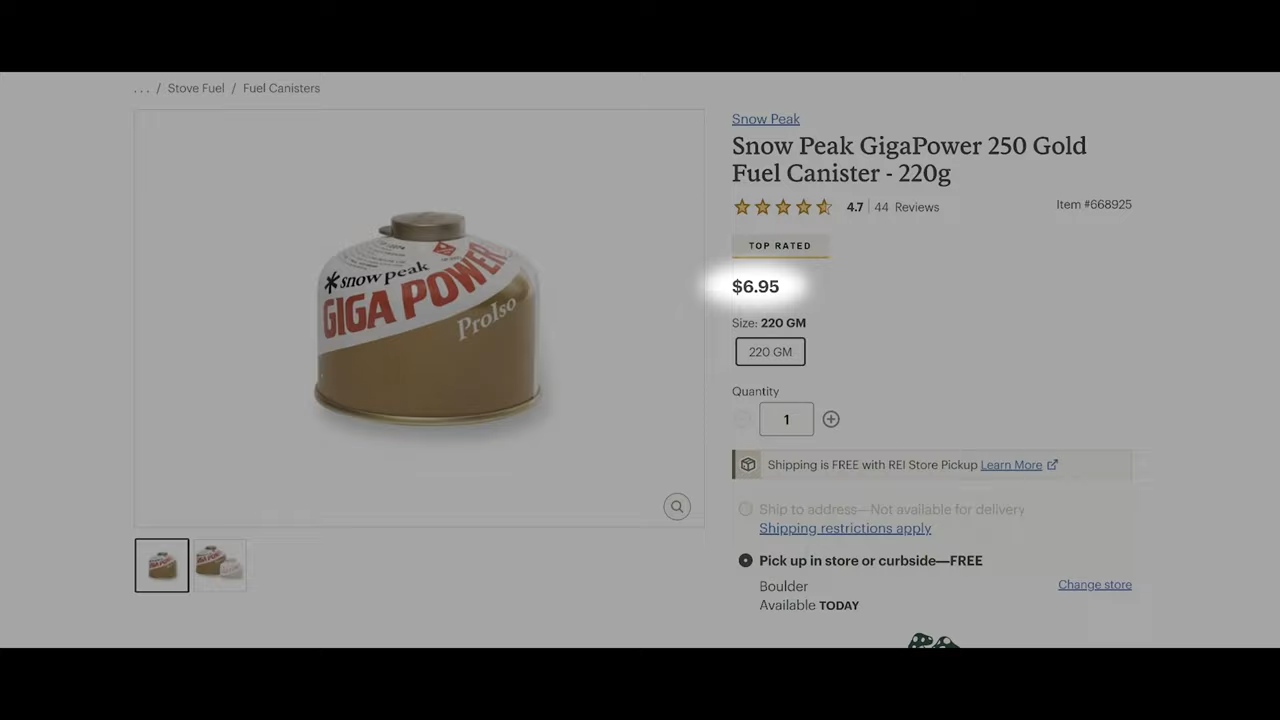 . . . / Stove Fuel / Fuel Canisters
snow peak
GIGA POWER
ProIso
Snow Peak
Snow Peak GigaPower 250 Gold
Fuel Canister - 220g
4.7 | 44 Reviews
Item #668925
TOP RATED
$6.95
Size: 220 GM
220 GM
Quantity
1
Shipping is FREE with REI Store Pickup Learn More
Ship to address—Not available for delivery
Shipping restrictions apply
Pick up in store or curbside—FREE
Boulder
Change store
Available TODAY